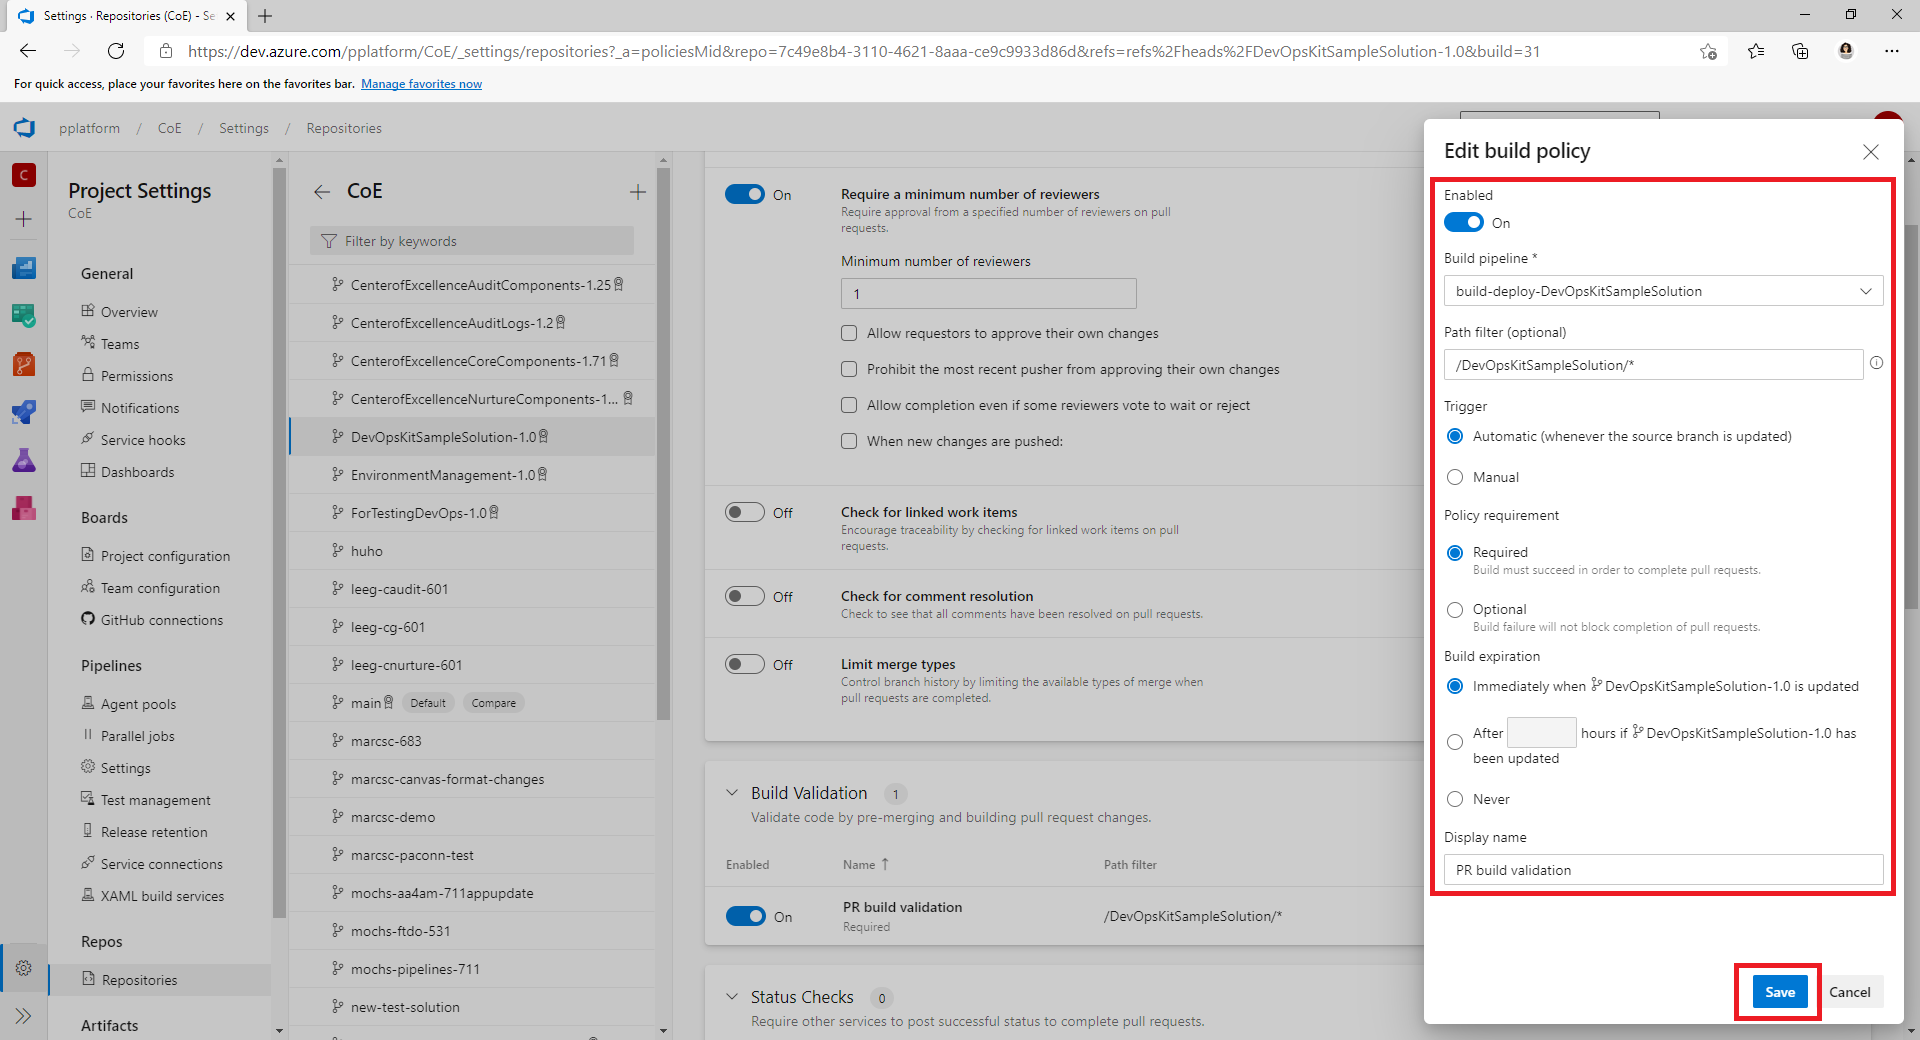 Settings · Repositories (CoE) - Se
https://dev.azure.com/pplatform/CoE/_settings/repositories?_a=policiesMid&repo=7c49e8b4-3110-4621-8aaa-ce9c9933d86d&refs=refs%2Fheads%2FDevOpsKitSampleSolution-1.0&build=31
For quick access, place your favorites here on the favorites bar. Manage favorites now
pplatform / CoE / Settings / Repositories
C
Project Settings
CoE
General
Overview
Teams
Permissions
Notifications
Service hooks
Dashboards
Boards
Project configuration
Team configuration
GitHub connections
Pipelines
Agent pools
Parallel jobs
Settings
Test management
Release retention
Service connections
XAML build services
Repos
Repositories
Artifacts
CoE
Filter by keywords
CenterofExcellenceAuditComponents-1.25
CenterofExcellenceAuditLogs-1.2
CenterofExcellenceCoreComponents-1.71
CenterofExcellenceNurtureComponents-1...
DevOpsKitSampleSolution-1.0
EnvironmentManagement-1.0
ForTestingDevOps-1.0
huho
leeg-caudit-601
leeg-cg-601
leeg-cnurture-601
main Default Compare
marcsc-683
marcsc-canvas-format-changes
marcsc-demo
marcsc-paconn-test
mochs-aa4am-711appupdate
mochs-ftdo-531
mochs-pipelines-711
new-test-solution
On
Require a minimum number of reviewers
Require approval from a specified number of reviewers on pull
requests.
Minimum number of reviewers
1
Allow requestors to approve their own changes
Prohibit the most recent pusher from approving their own changes
Allow completion even if some reviewers vote to wait or reject
When new changes are pushed:
Off
Check for linked work items
Encourage traceability by checking for linked work items on pull
requests.
Off
Check for comment resolution
Check to see that all comments have been resolved on pull requests.
Off
Limit merge types
Control branch history by limiting the available types of merge when
pull requests are completed.
Build Validation 1
Validate code by pre-merging and building pull request changes.
Enabled Name ↑ Path filter
On PR build validation /DevOpsKitSampleSolution/*
Required
Status Checks 0
Require other services to post successful status to complete pull requests.
Edit build policy
Enabled
On
Build pipeline *
build-deploy-DevOpsKitSampleSolution
Path filter (optional)
/DevOpsKitSampleSolution/*
Trigger
Automatic (whenever the source branch is updated)
Manual
Policy requirement
Required
Build must succeed in order to complete pull requests.
Optional
Build failure will not block completion of pull requests.
Build expiration
Immediately when DevOpsKitSampleSolution-1.0 is updated
After hours if DevOpsKitSampleSolution-1.0 has
been updated
Never
Display name
PR build validation
Save Cancel